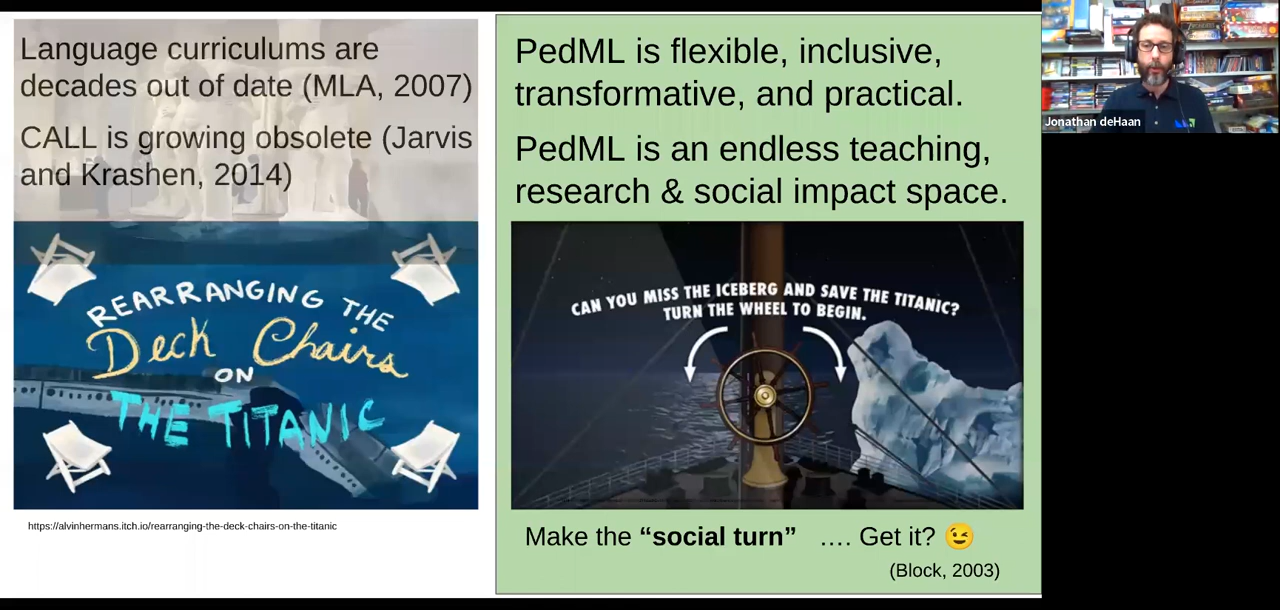 Language curriculums are
decades out of date (MLA, 2007)
CALL is growing obsolete (Jarvis
and Krashen, 2014)
REARRANGING THE
Deck Chairs
ON
THE TITANIC
https://alvinhermans.itch.io/rearranging-the-deck-chairs-on-the-titanic
PedML is flexible, inclusive,
transformative, and practical.
PedML is an endless teaching,
research & social impact space.
CAN YOU MISS THE ICEBERG AND SAVE THE TITANIC?
TURN THE WHEEL TO BEGIN.
Make the “social turn” …. Get it? 😉
(Block, 2003)
Jonathan deHaan